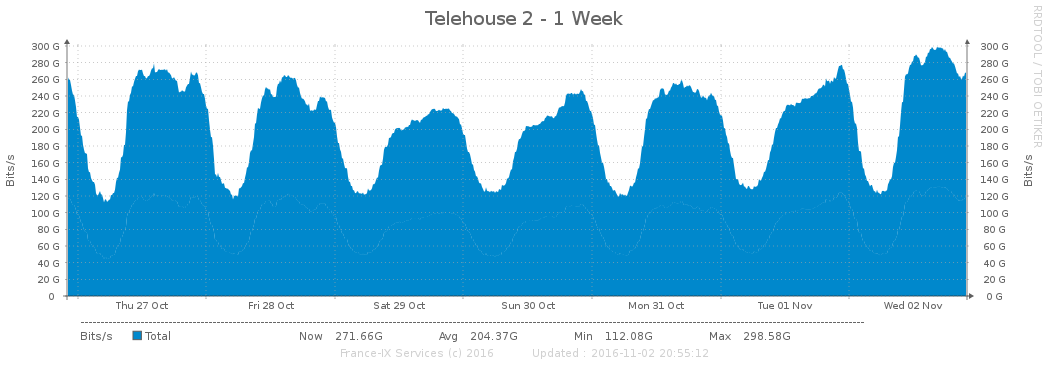 Telehouse 2 - 1 Week
RRDTOOL / TOBI OETIKER
Bits/s
300 G 300 G
280 G 280 G
260 G 260 G
240 G 240 G
220 G 220 G
200 G 200 G
180 G 180 G
160 G 160 G
140 G 140 G
120 G 120 G
100 G 100 G
80 G 80 G
60 G 60 G
40 G 40 G
20 G 20 G
0 0 G
Bits/s
Thu 27 Oct Fri 28 Oct Sat 29 Oct Sun 30 Oct Mon 31 Oct Tue 01 Nov Wed 02 Nov
Bits/s Total Now 271.66G Avg 204.37G Min 112.08G Max 298.58G
France-IX Services (c) 2016 Updated : 2016-11-02 20:55:12